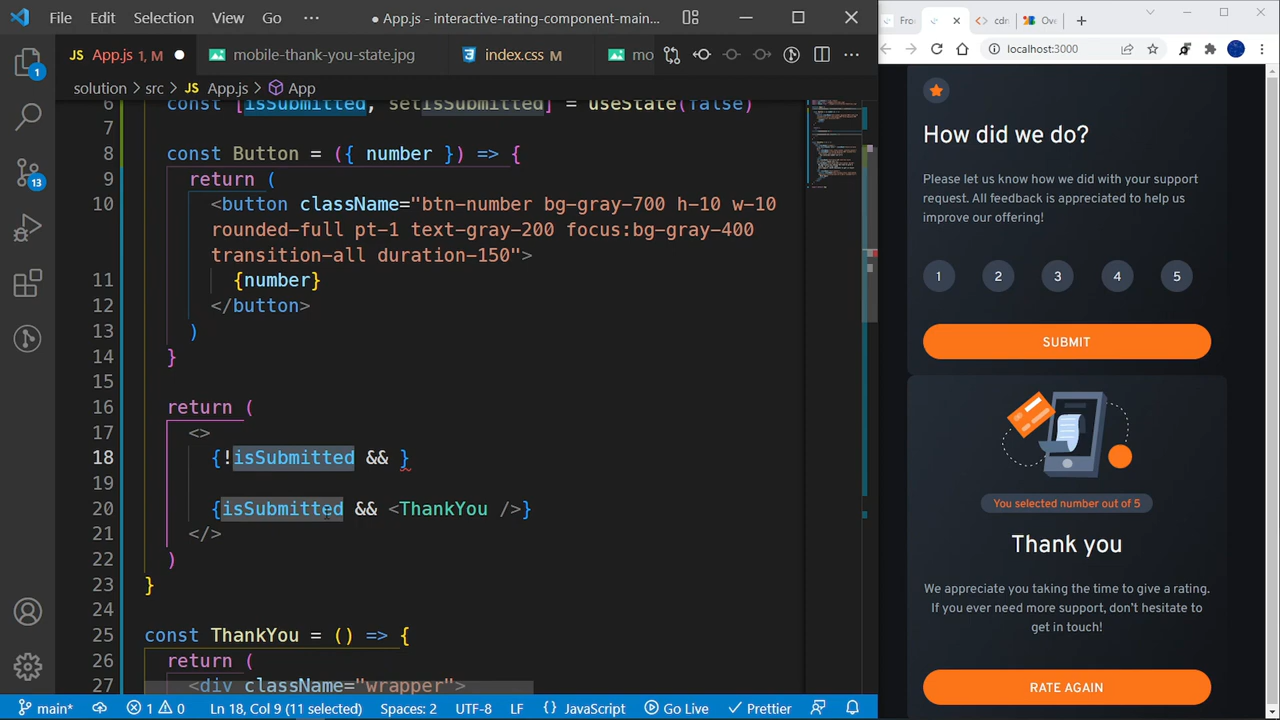 File Edit Selection View Go ··· ● App.js - interactive-rating-component-main...
Fro cdn Ove
localhost:3000
App.js 1, M ● mobile-thank-you-state.jpg index.css M mo
solution > src > App.js > App
6 const [isSubmitted, setIsSubmitted] = useState(false)
7
8 const Button = ({ number }) => {
9 return (
10 <button className="btn-number bg-gray-700 h-10 w-10
rounded-full pt-1 text-gray-200 focus:bg-gray-400
transition-all duration-150">
11 {number}
12 </button>
13 )
14 }
15
16 return (
17 <>
18 {!isSubmitted && }
19
20 {isSubmitted && <ThankYou />}
21 </>
22 )
23 }
24
25 const ThankYou = () => {
26 return (
27 <div className="wrapper">
1
13
main* 1 0 Ln 18, Col 9 (11 selected) Spaces: 2 UTF-8 LF {} JavaScript Go Live Prettier
How did we do?
Please let us know how we did with your support
request. All feedback is appreciated to help us
improve our offering!
1 2 3 4 5
SUBMIT
You selected number out of 5
Thank you
We appreciate you taking the time to give a rating.
If you ever need more support, don't hesitate to
get in touch!
RATE AGAIN